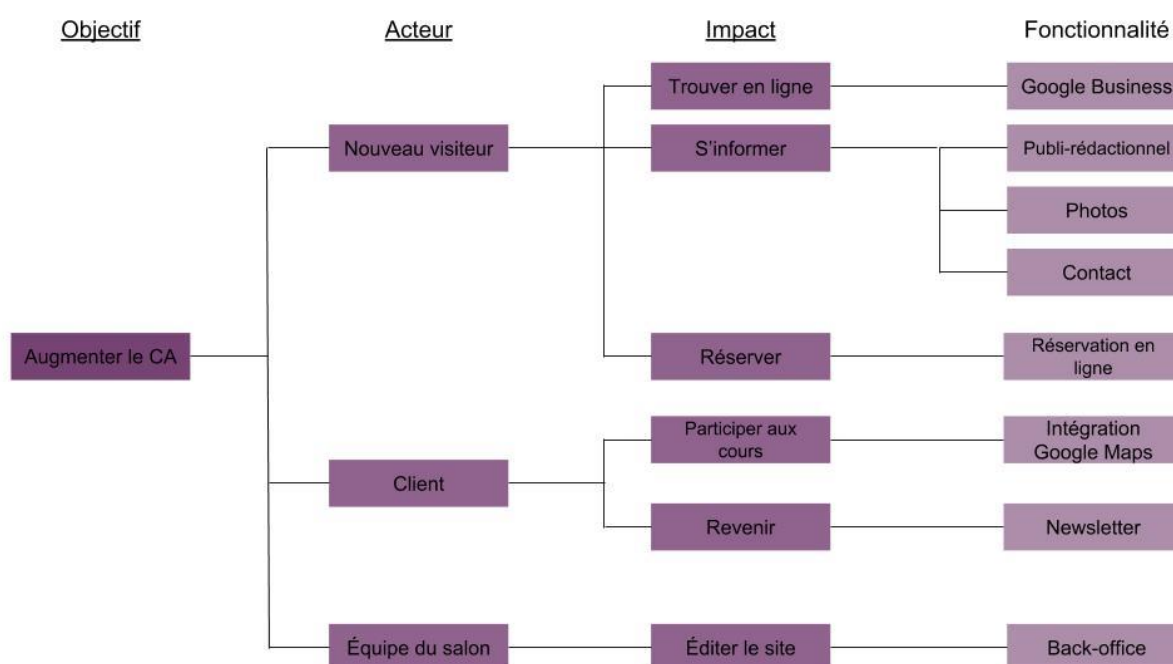 Objectif
Acteur
Impact
Fonctionnalité
Trouver en ligne
Google Business
Nouveau visiteur
S'informer
Publi-rédactionnel
Photos
Contact
Augmenter le CA
Réserver
Réservation en
ligne
Participer aux
cours
Intégration
Google Maps
Client
Revenir
Newsletter
Équipe du salon
Éditer le site
Back-office